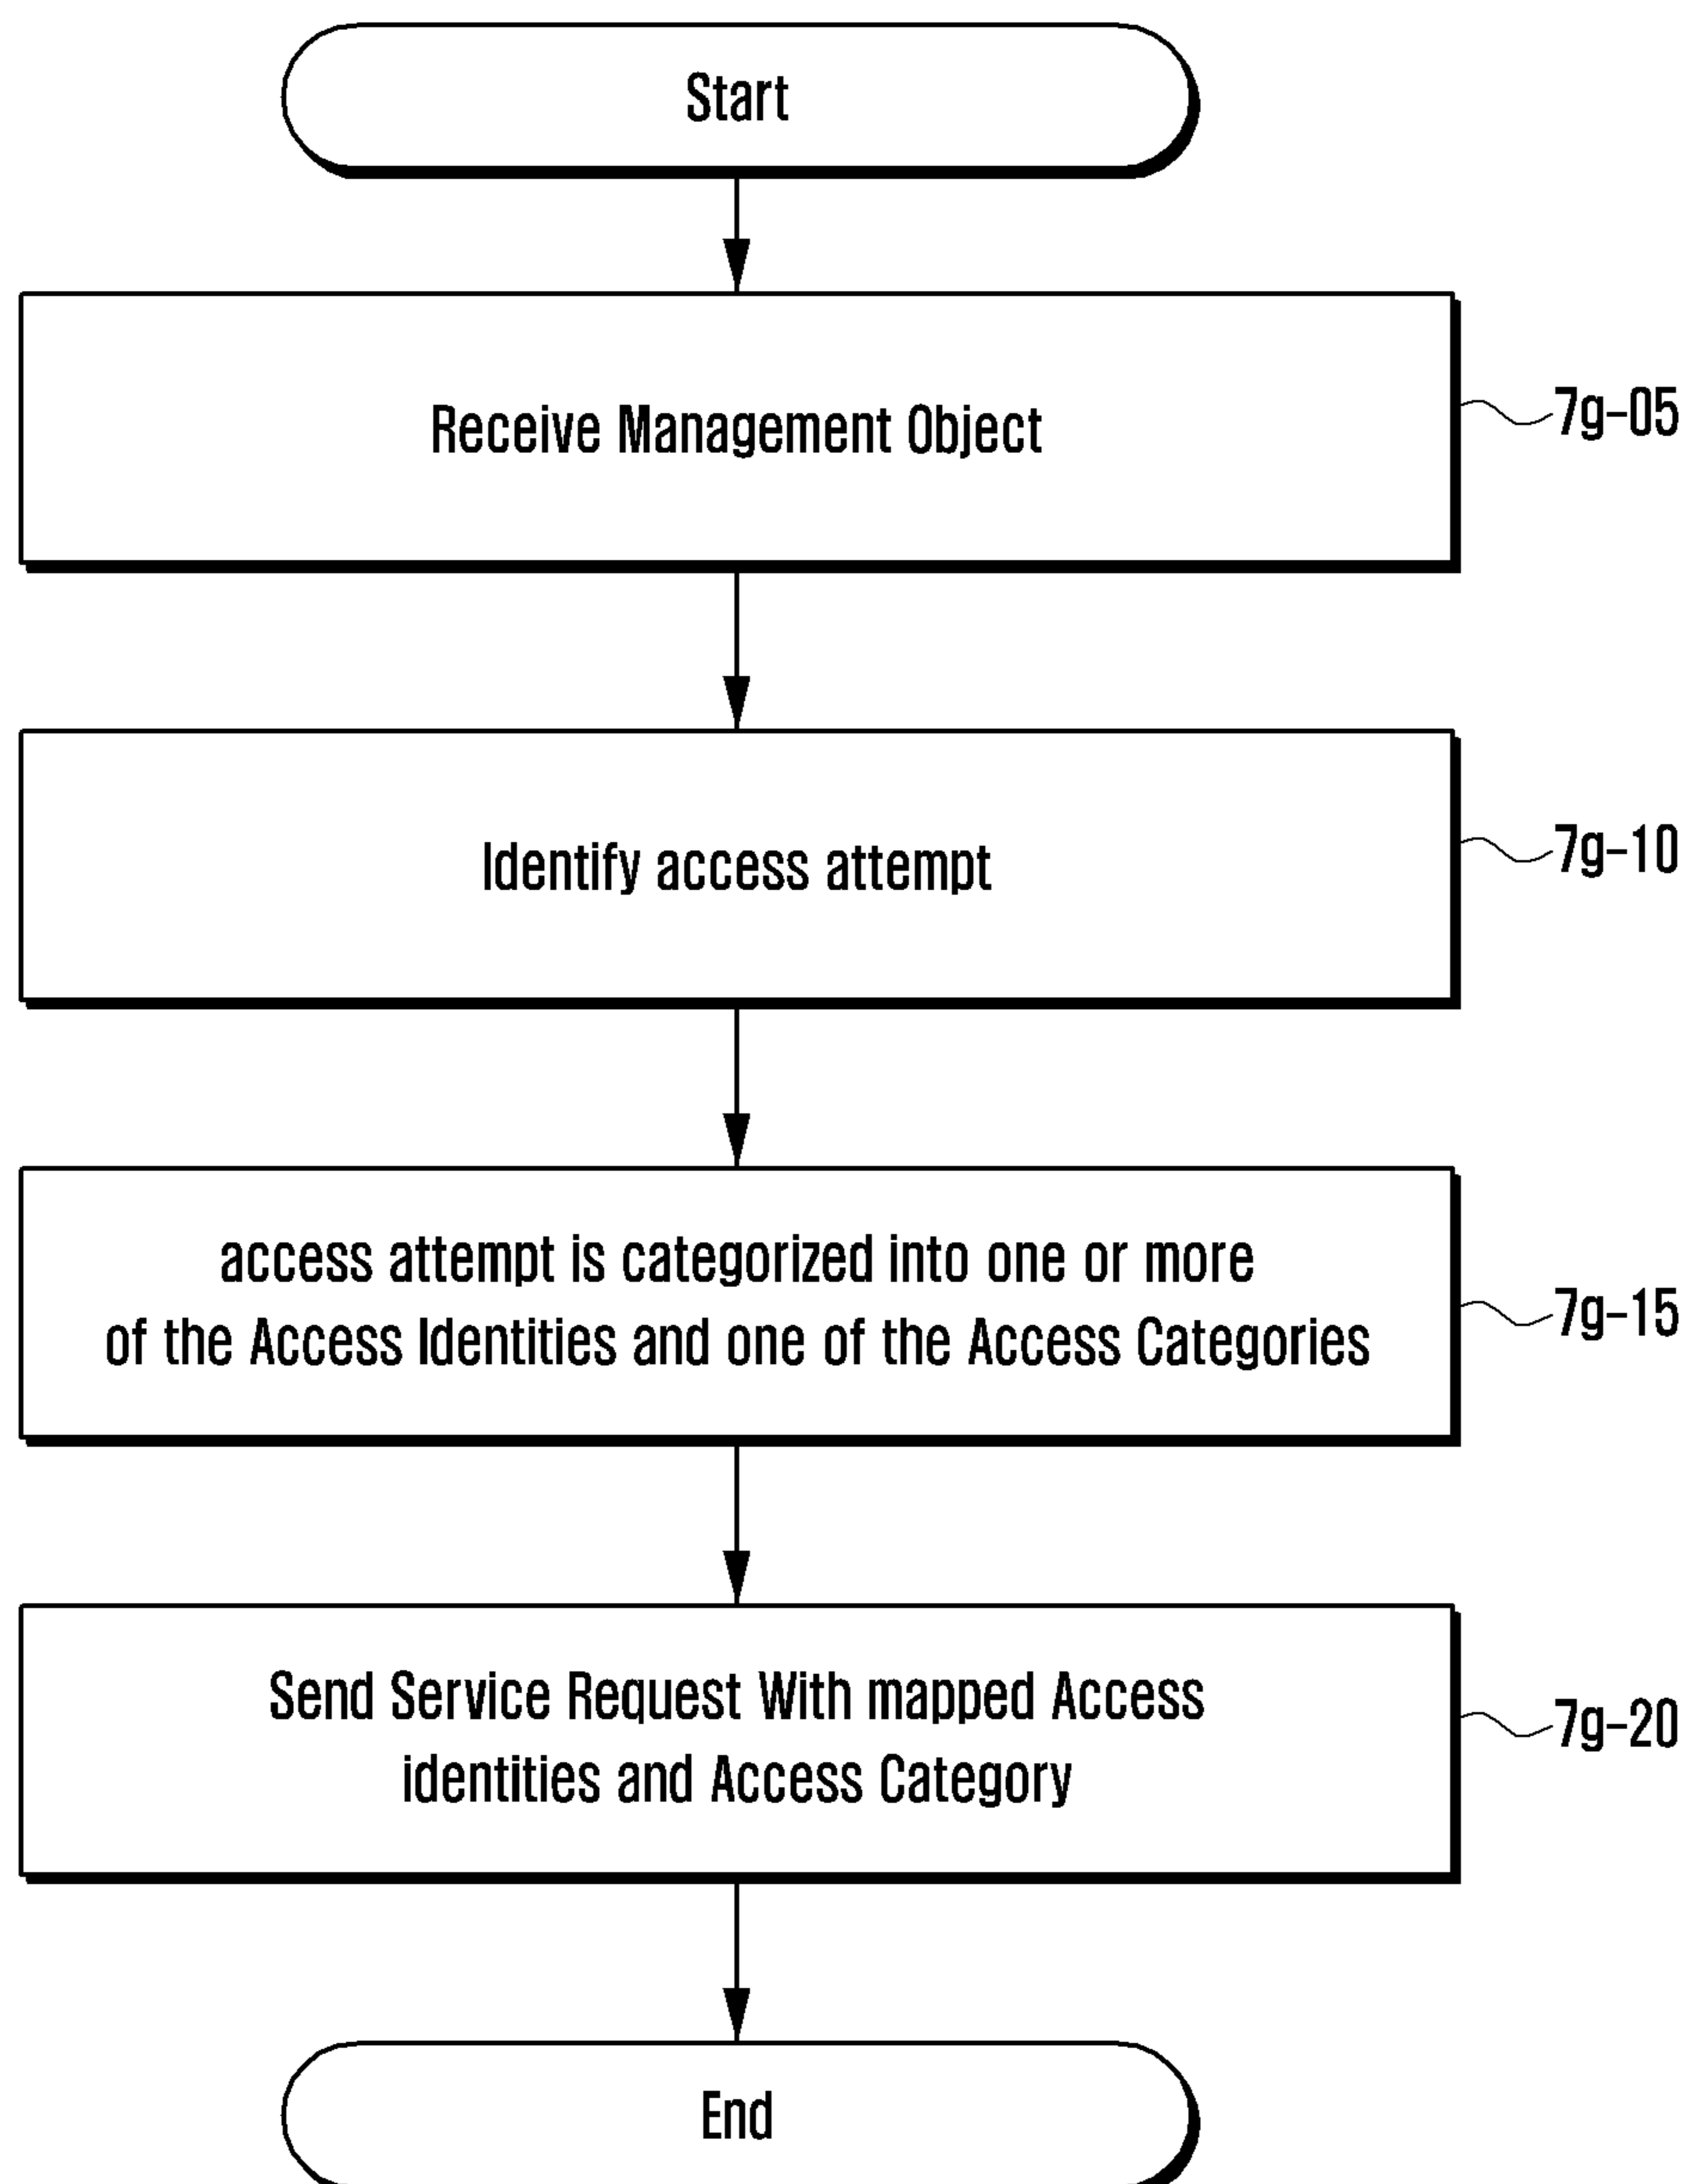 Start
Receive Management Object
7g-05
Identify access attempt
7g-10
access attempt is categorized into one or more
of the Access Identities and one of the Access Categories
7g-15
Send Service Request With mapped Access
identities and Access Category
7g-20
End